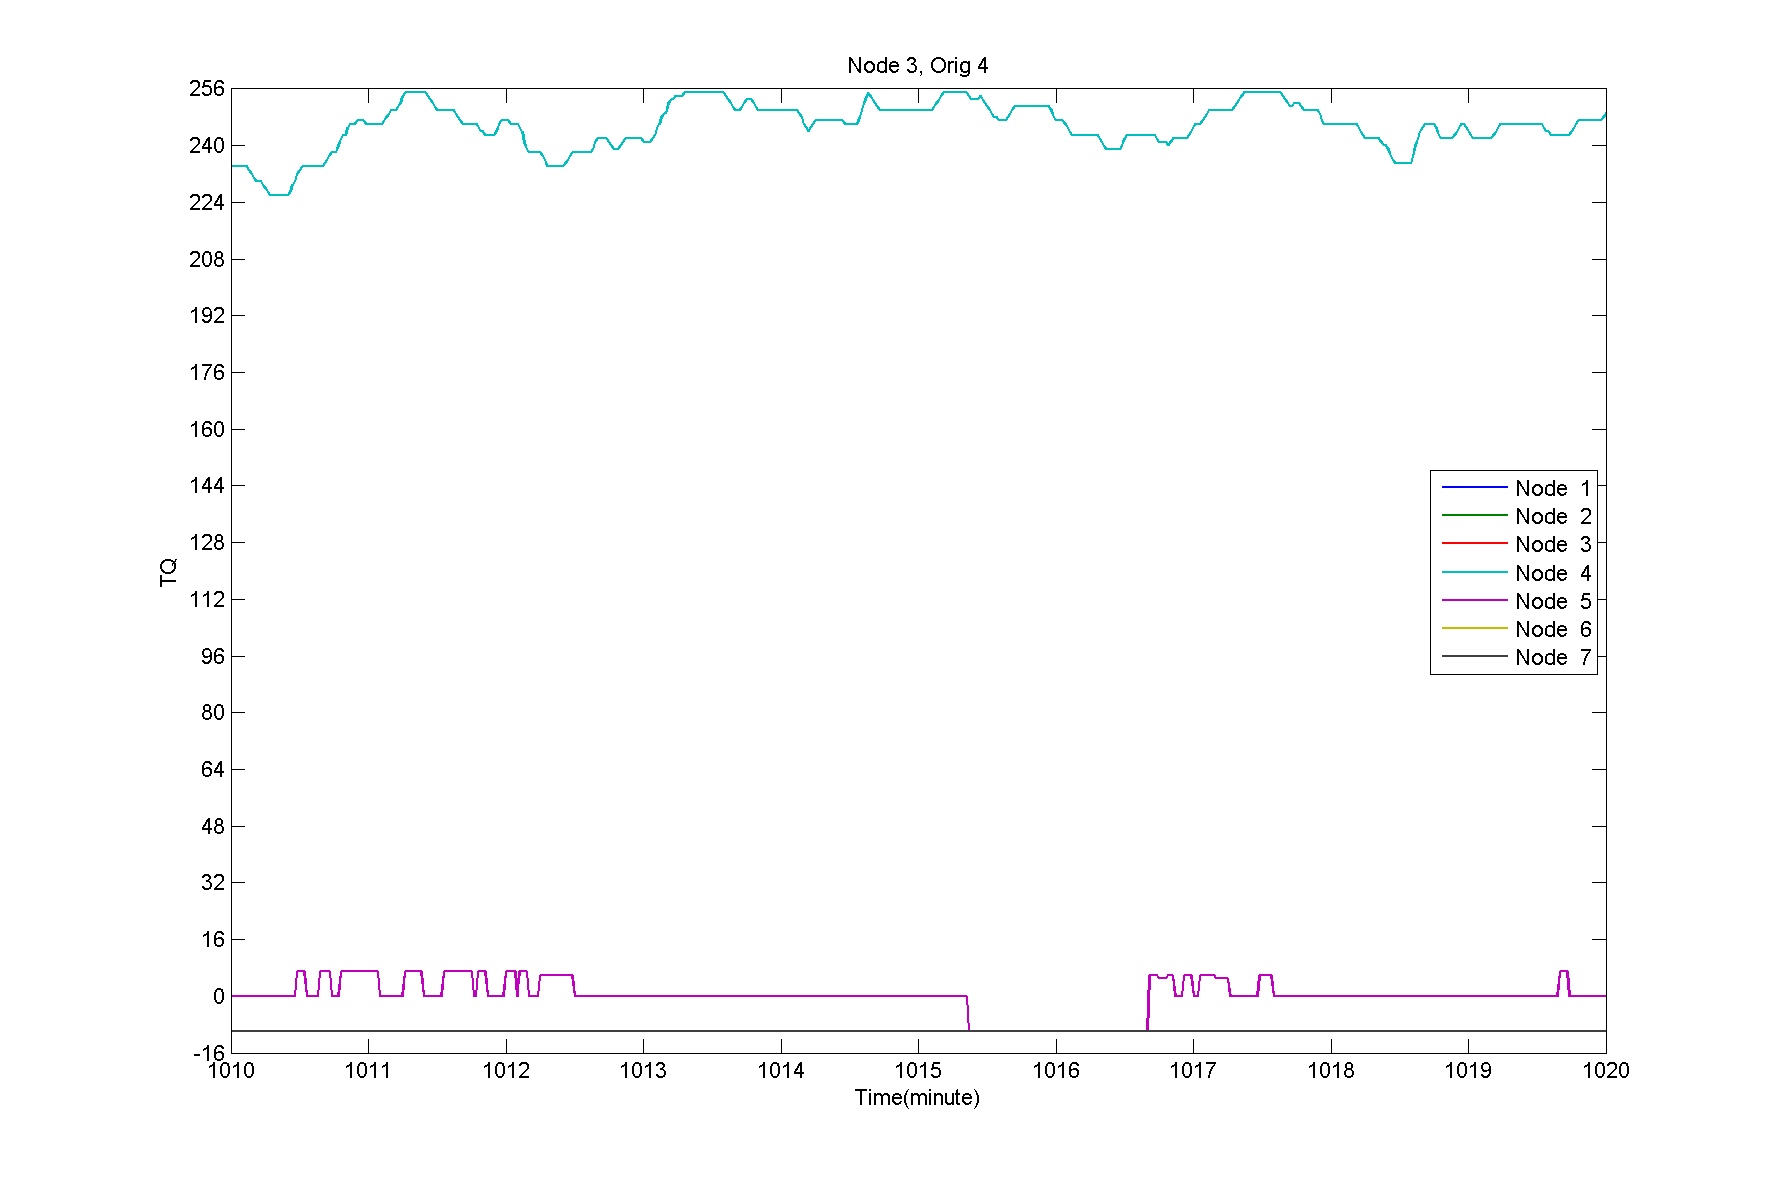 Node 3, Orig 4
256
240
224
208
192
176
160
144
128
112
96
80
64
48
32
16
0
-16
TQ
Node 1
Node 2
Node 3
Node 4
Node 5
Node 6
Node 7
1010 1011 1012 1013 1014 1015 1016 1017 1018 1019 1020
Time(minute)